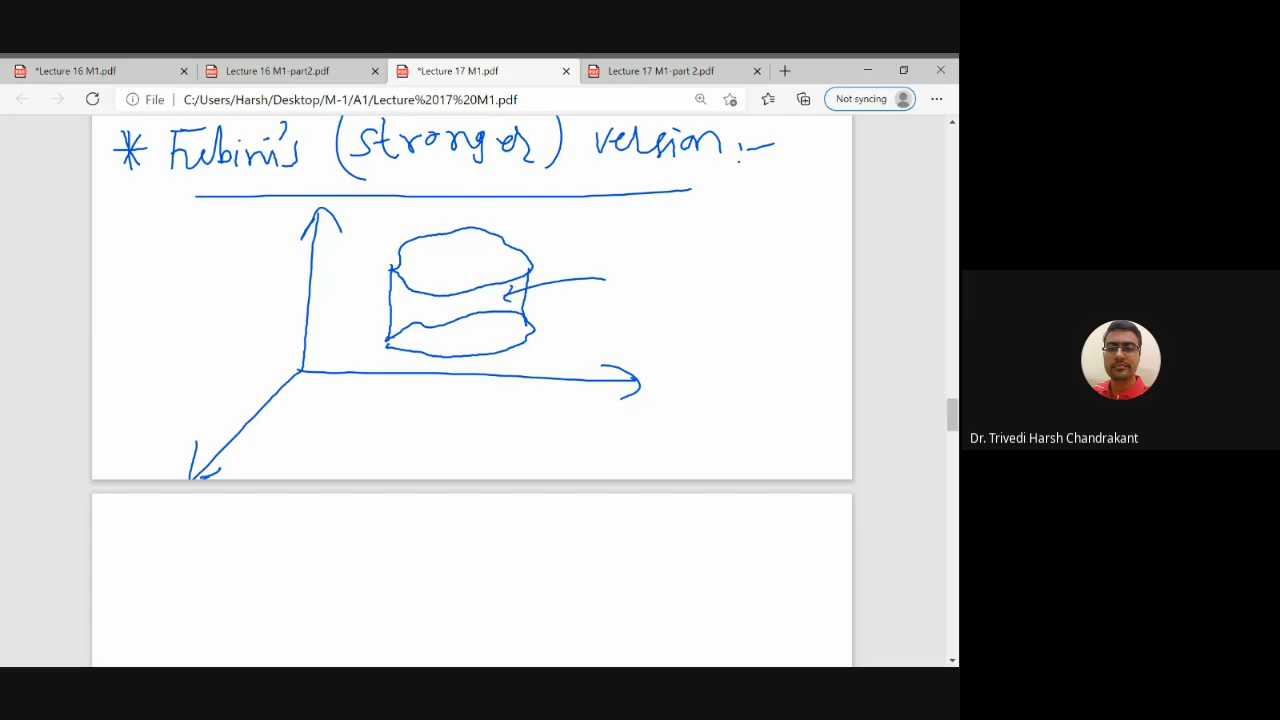 *Lecture 16 M1.pdf
Lecture 16 M1-part2.pdf
*Lecture 17 M1.pdf
Lecture 17 M1-part 2.pdf
File | C:/Users/Harsh/Desktop/M-1/A1/Lecture%2017%20M1.pdf
Not syncing
* Fubini's (stronger) version :-
Dr. Trivedi Harsh Chandrakant